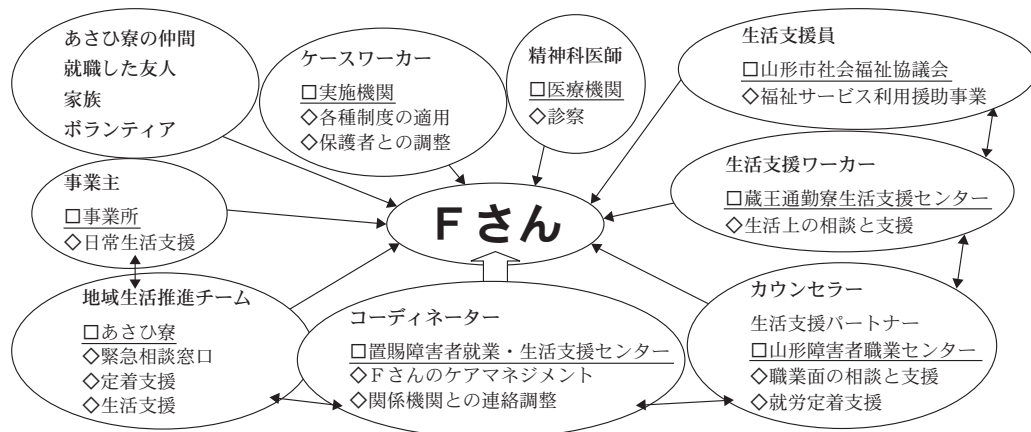 あさひ寮の仲間
就職した友人
家族
ボランティア
ケースワーカー
□実施機関
◇各種制度の適用
◇保護者との調整
精神科医師
□医療機関
◇診察
生活支援員
□山形市社会福祉協議会
◇福祉サービス利用援助事業
事業主
□事業所
◇日常生活支援
Fさん
生活支援ワーカー
□蔵王通勤寮生活支援センター
◇生活上の相談と支援
地域生活推進チーム
□あさひ寮
◇緊急相談窓口
◇定着支援
◇生活支援
コーディネーター
□置賜障害者就業・生活支援センター
◇Fさんのケアマネジメント
◇関係機関との連絡調整
カウンセラー
生活支援パートナー
□山形障害者職業センター
◇職業面の相談と支援
◇就労定着支援